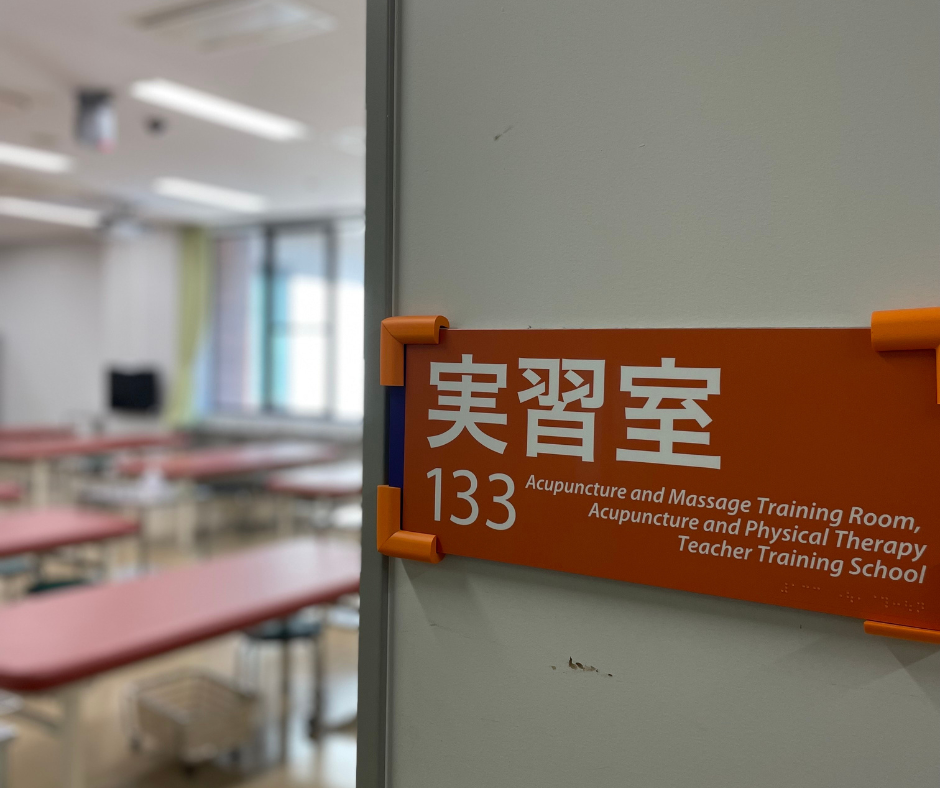 実習室
133
Acupuncture and Massage Training Room,
Acupuncture and Physical Therapy
Teacher Training School